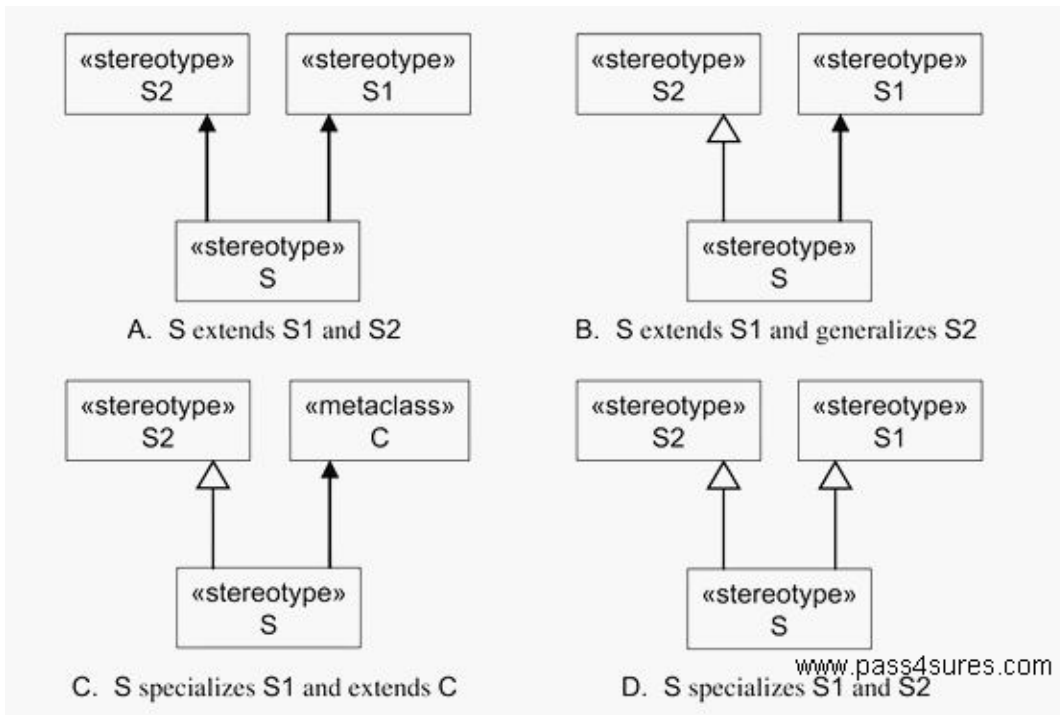 «stereotype»
S2
«stereotype»
S1
«stereotype»
S
A. S extends S1 and S2
«stereotype»
S2
«stereotype»
S1
«stereotype»
S
B. S extends S1 and generalizes S2
«stereotype»
S2
«metaclass»
C
«stereotype»
S
C. S specializes S1 and extends C
«stereotype»
S2
«stereotype»
S1
«stereotype»
S
www.pass4sures.com
D. S specializes S1 and S2